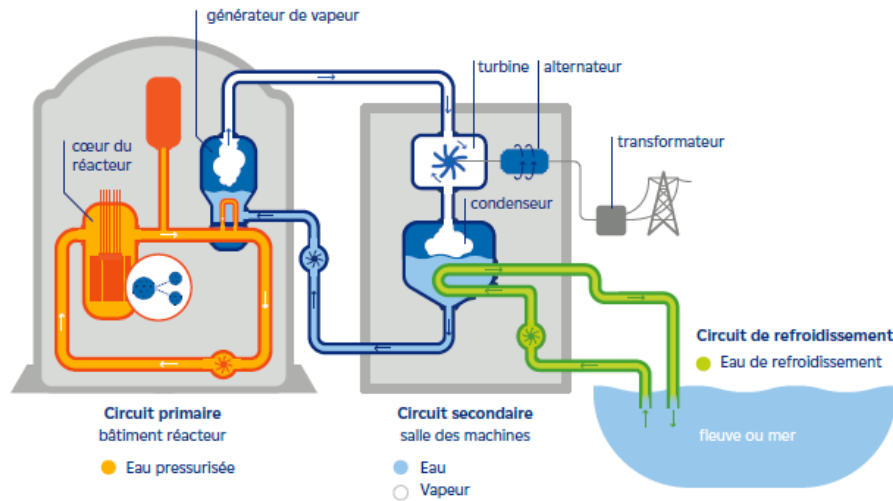 générateur de vapeur
turbine
alternateur
cœur du
réacteur
transformateur
condenseur
Circuit de refroidissement
Eau de refroidissement
Circuit primaire
bâtiment réacteur
Eau pressurisée
Circuit secondaire
salle des machines
Eau
Vapeur
fleuve ou mer